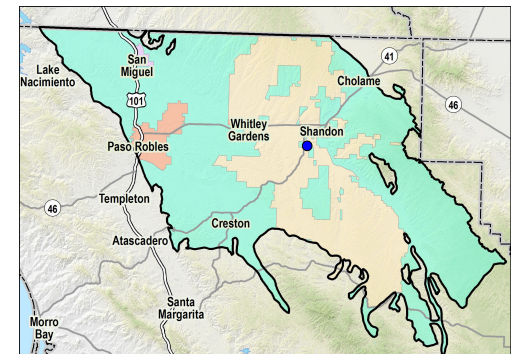 San
Miguel
Lake
Nacimiento
41
Cholame
101
46
Whitley
Gardens
Shandon
Paso Robles
Templeton
46
Creston
Atascadero
Santa
Margarita
Morro
Bay